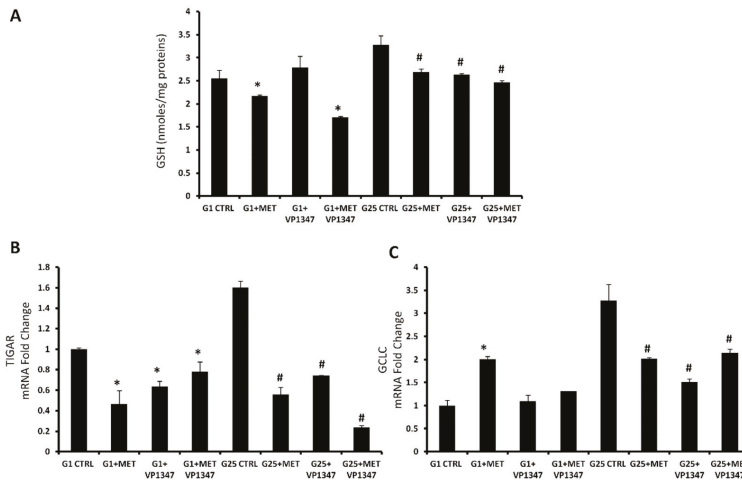 A
GSH (nmoles/mg proteins)
4
3.5
3
2.5
2
1.5
1
0.5
0
*
*
#
#
#
G1 CTRL
G1+MET
G1+
VP1347
G1+MET
VP1347
G25 CTRL
G25+MET
G25+
VP1347
G25+MET
VP1347
B
TIGAR
mRNA Fold Change
1.8
1.6
1.4
1.2
1
0.8
0.6
0.4
0.2
0
*
*
*
#
#
#
G1 CTRL
G1+MET
G1+
VP1347
G1+MET
VP1347
G25 CTRL
G25+MET
G25+
VP1347
G25+MET
VP1347
C
GCLC
mRNA Fold Change
4
3.5
3
2.5
2
1.5
1
0.5
0
*
#
#
#
G1 CTRL
G1+MET
G1+
VP1347
G1+MET
VP1347
G25 CTRL
G25+MET
G25+
VP1347
G25+MET
VP1347